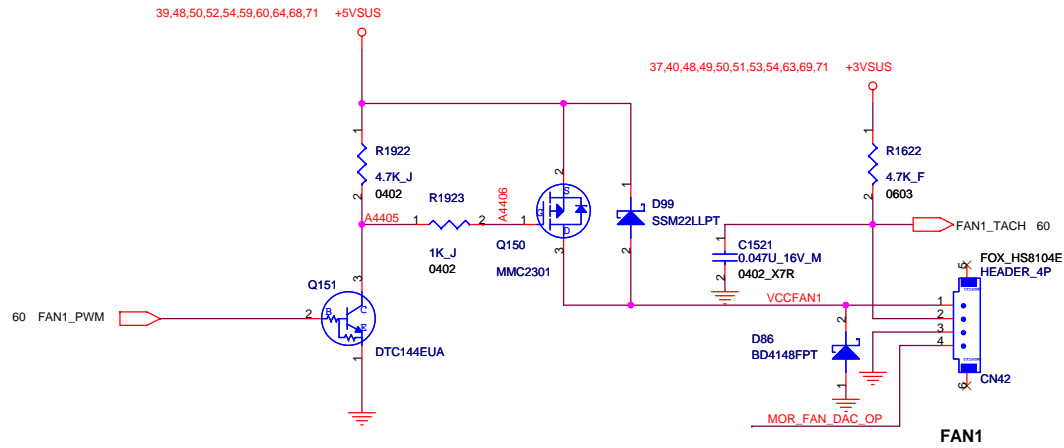 39,48,50,52,54,59,60,64,68,71 +5VSUS
37,40,48,49,50,51,53,54,63,69,71 +3VSUS
1
R1922
4.7K_J
0402
2
A4405
R1923
1 2
1K_J
0402
A4406
1
2
S
G
D
3
Q150
MMC2301
1
D99
SSM22LLPT
2
1
R1622
4.7K_F
0603
2
FAN1_TACH 60
1
C1521
0.047U_16V_M
0402_X7R
2
FOX_HS8104E
HEADER_4P
5
1
2
3
4
6
CN42
VCCFAN1
Q151
3
60 FAN1_PWM
2
B
C
E
1
DTC144EUA
2
D86
BD4148FPT
1
MOR_FAN_DAC_OP
FAN1